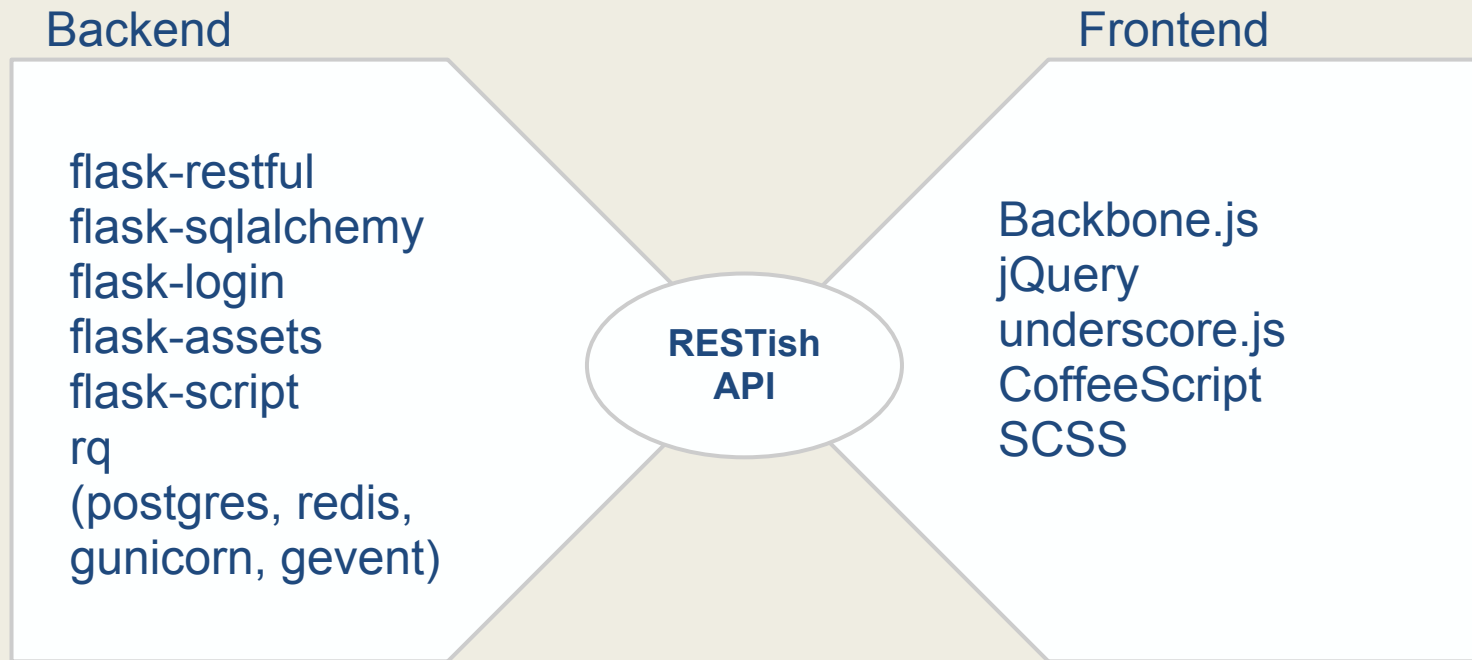 Backend
flask-restful
flask-sqlalchemy
flask-login
flask-assets
flask-script
rq
(postgres, redis,
gunicorn, gevent)
RESTish
API
Frontend
Backbone.js
jQuery
underscore.js
CoffeeScript
SCSS